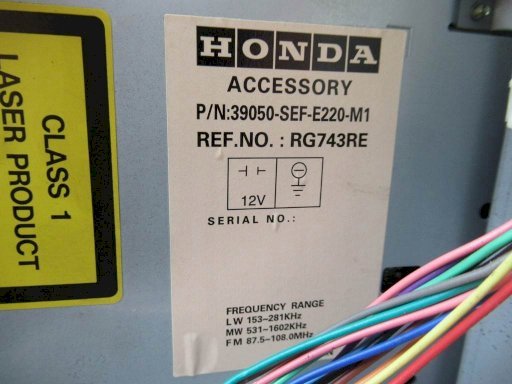 HONDA
ACCESSORY
P/N:39050-SEF-E220-M1
REF.NO. : RG743RE
12V
SERIAL NO.:
FREQUENCY RANGE
LW 153-281KHz
MW 531-1602KHz
FM 87.5-108.0MHz
CLASS 1
LASER PRODUCT